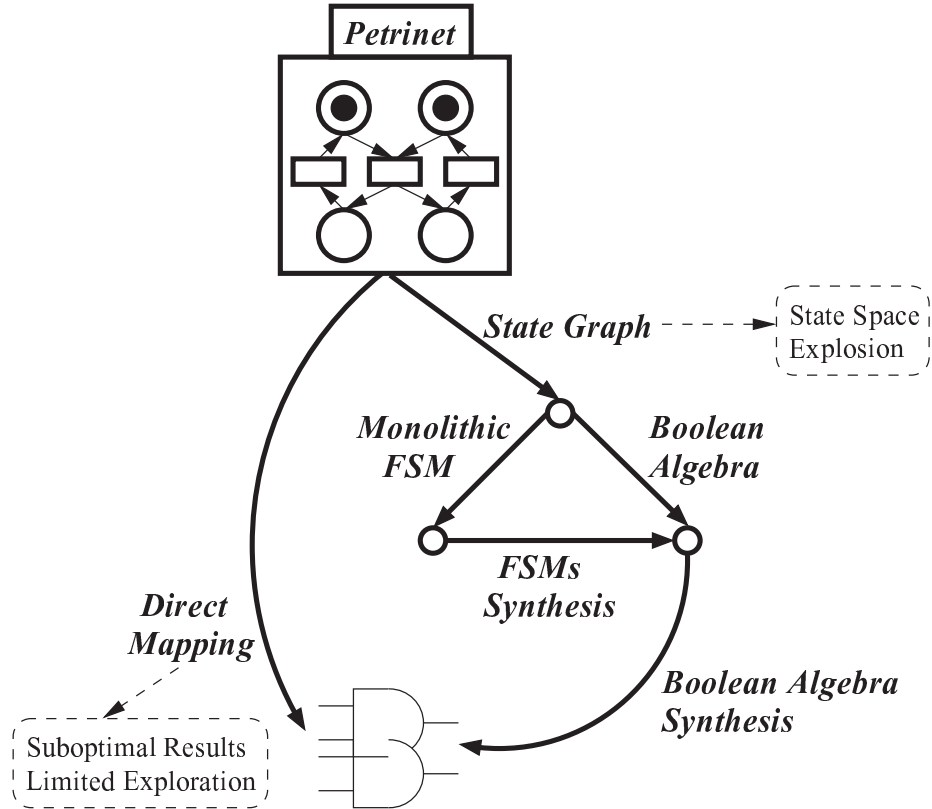 Petrinet
State Graph
State Space
Explosion
Monolithic
FSM
Boolean
Algebra
FSMs
Synthesis
Direct
Mapping
Boolean Algebra
Synthesis
Suboptimal Results
Limited Exploration